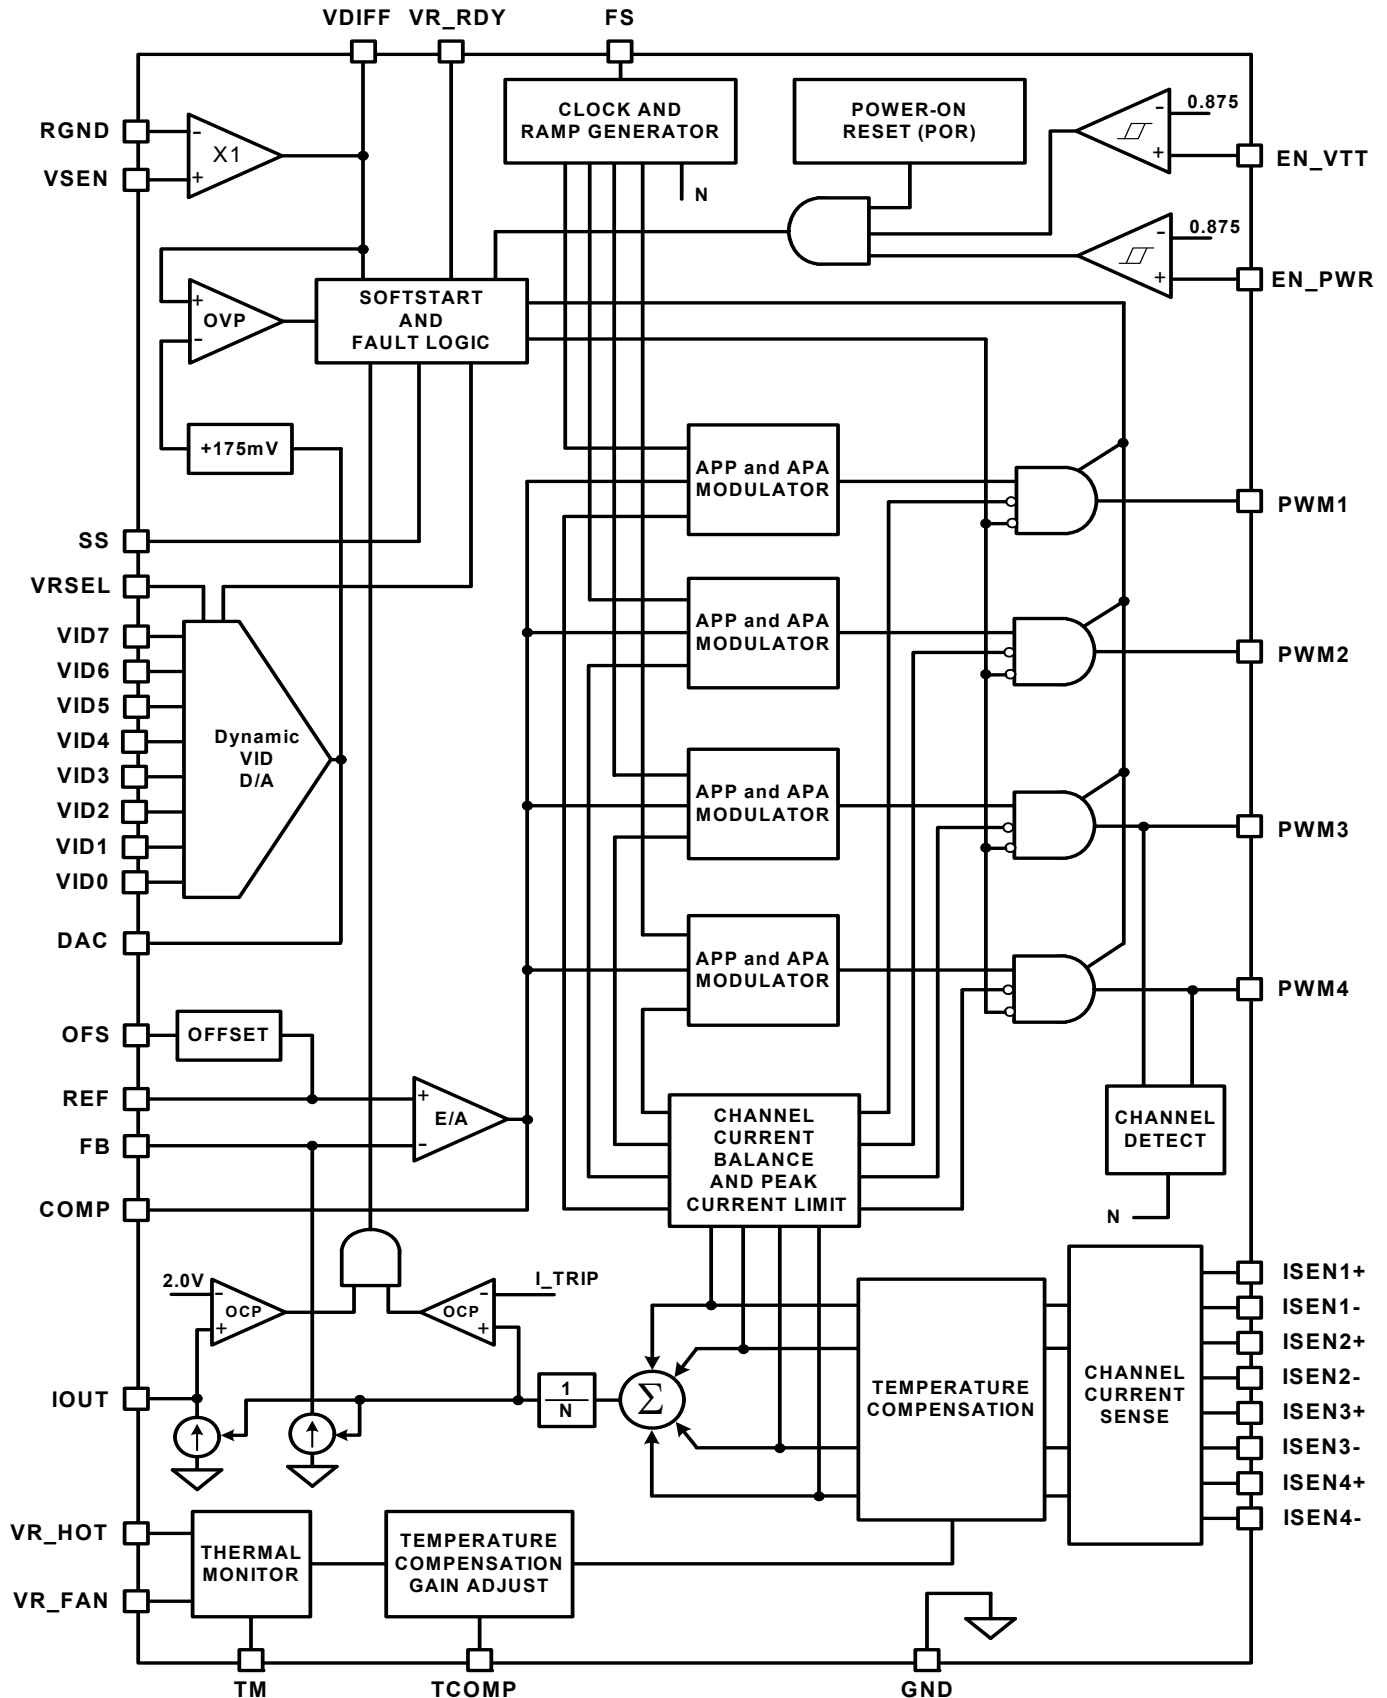 VDIFF VR_RDY FS
CLOCK AND
RAMP GENERATOR
N
POWER-ON
RESET (POR)
-
0.875
+
EN_VTT
-
0.875
+
EN_PWR
RGND
-
X1
VSEN
+
+
OVP
-
SOFTSTART
AND
FAULT LOGIC
+175mV
SS
VRSEL
VID7
VID6
VID5
VID4
VID3
VID2
VID1
VID0
Dynamic
VID
D/A
DAC
APP and APA
MODULATOR
PWM1
APP and APA
MODULATOR
PWM2
APP and APA
MODULATOR
PWM3
APP and APA
MODULATOR
PWM4
OFS
OFFSET
REF
+
E/A
FB
-
COMP
CHANNEL
CURRENT
BALANCE
AND PEAK
CURRENT LIMIT
CHANNEL
DETECT
N
2.0V
-
OCP
+
I_TRIP
-
OCP
+
IOUT
1
N
Σ
TEMPERATURE
COMPENSATION
CHANNEL
CURRENT
SENSE
ISEN1+
ISEN1-
ISEN2+
ISEN2-
ISEN3+
ISEN3-
ISEN4+
ISEN4-
VR_HOT
VR_FAN
THERMAL
MONITOR
TEMPERATURE
COMPENSATION
GAIN ADJUST
TM TCOMP GND